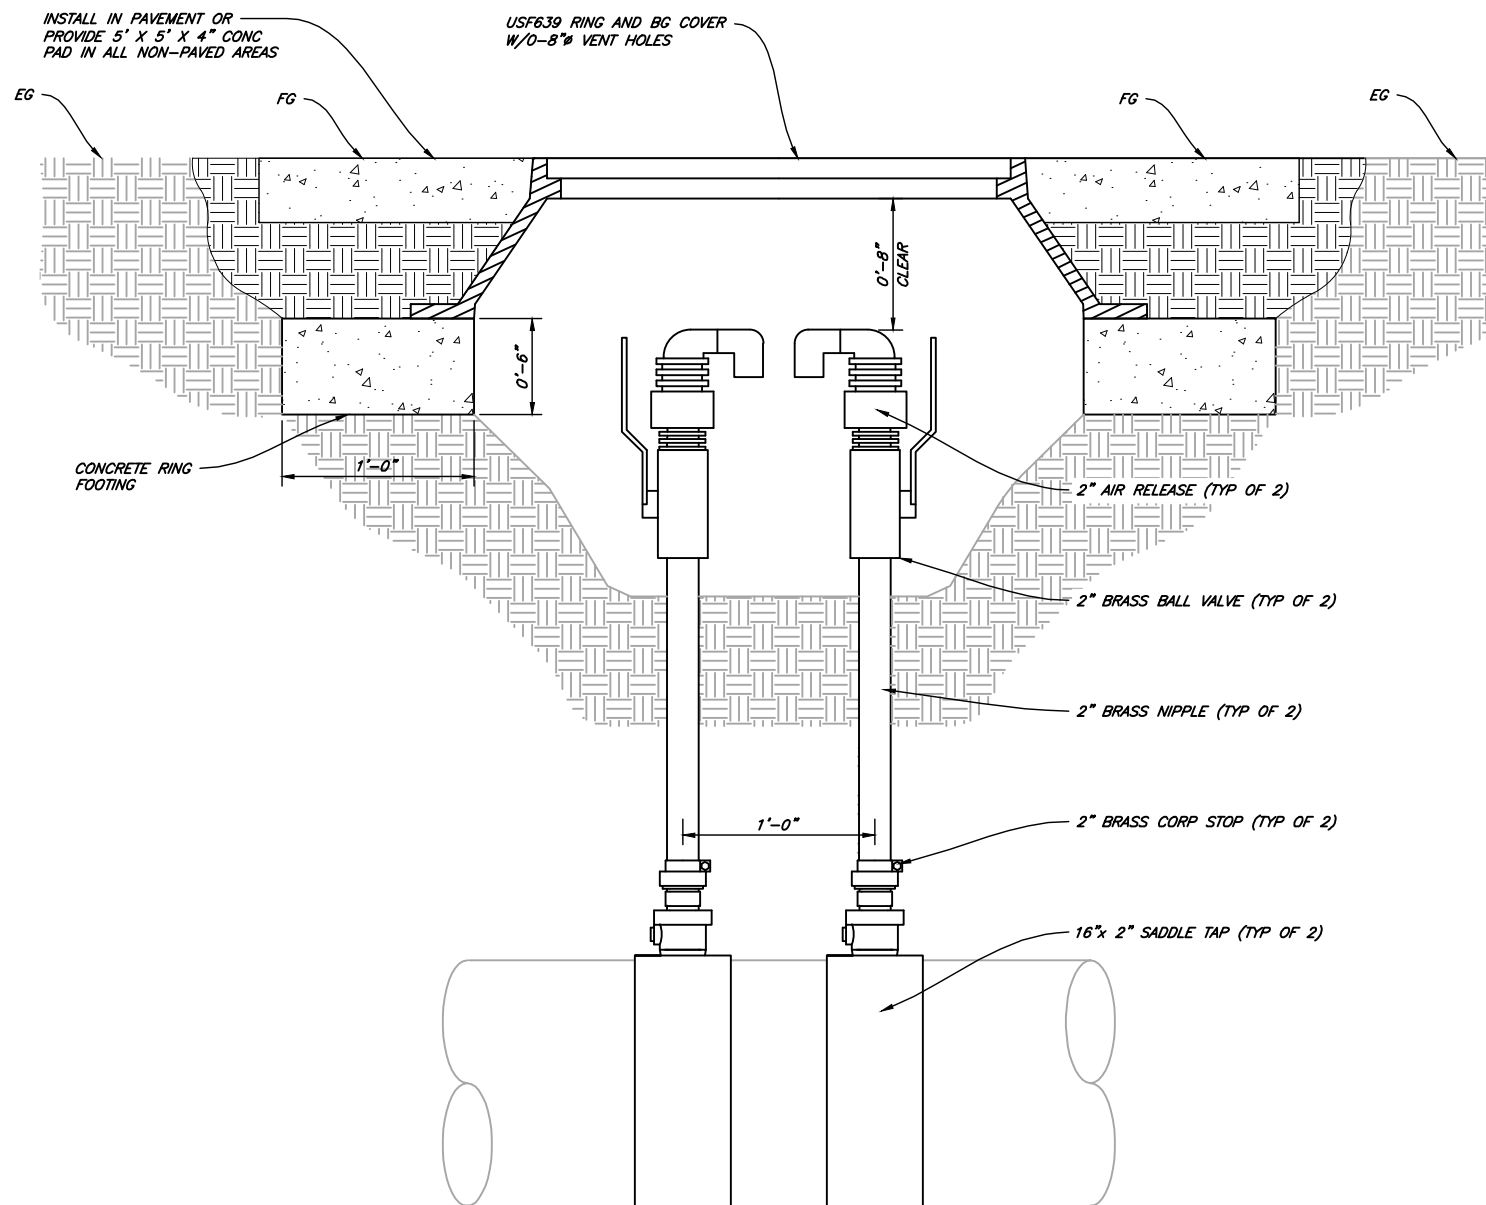 INSTALL IN PAVEMENT OR
PROVIDE 5' X 5' X 4" CONC
PAD IN ALL NON-PAVED AREAS
USF639 RING AND BG COVER
W/0-8"ø VENT HOLES
EG
FG
FG
EG
0'-8"
CLEAR
0'-6"
1'-0"
CONCRETE RING
FOOTING
2" AIR RELEASE (TYP OF 2)
2" BRASS BALL VALVE (TYP OF 2)
2" BRASS NIPPLE (TYP OF 2)
1'-0"
2" BRASS CORP STOP (TYP OF 2)
16"x 2" SADDLE TAP (TYP OF 2)